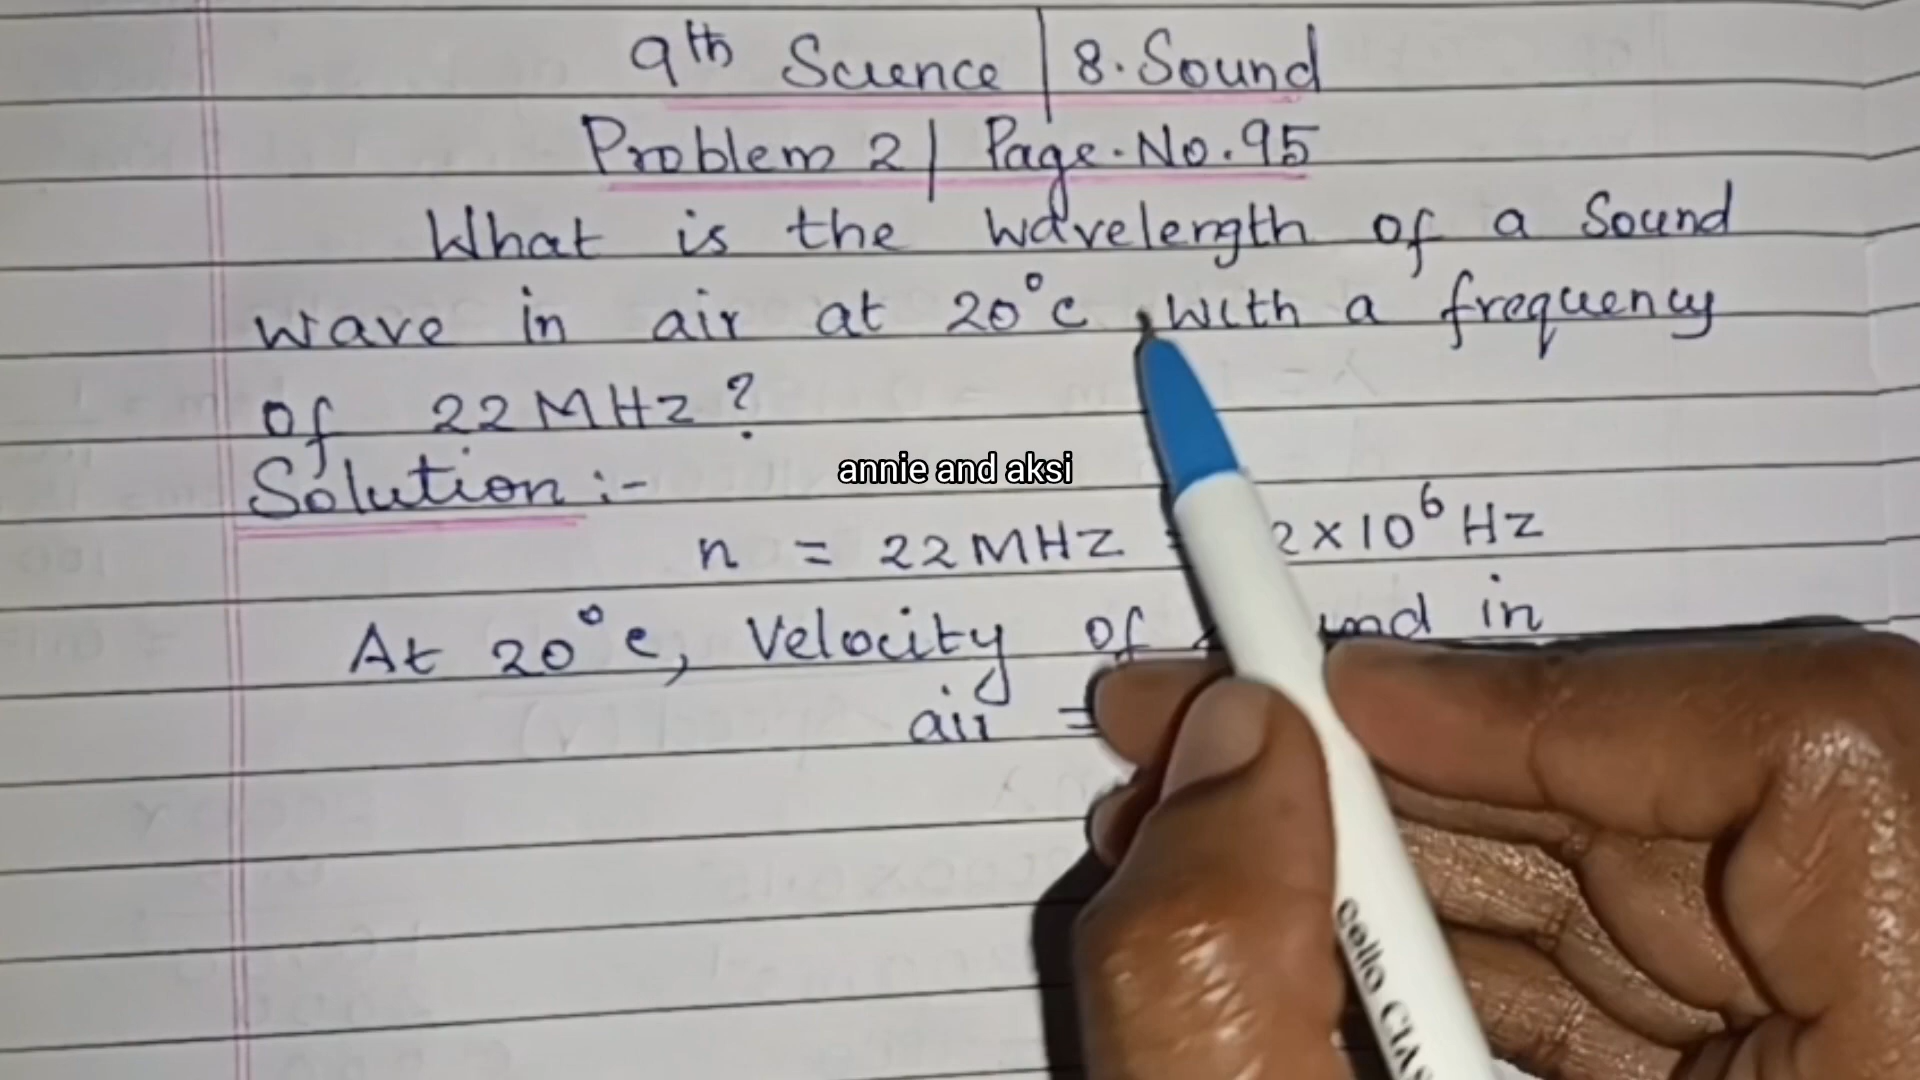 9th Science | 8. Sound
Problem 2 | Page. No. 95
What is the wavelength of a Sound
wave in air at 20°c, with a frequency
of 22 MHz?
Solution :-
annie and aksi
n = 22 MHz = 2 × 10⁶ Hz
At 20°c, Velocity of in
air =
cello